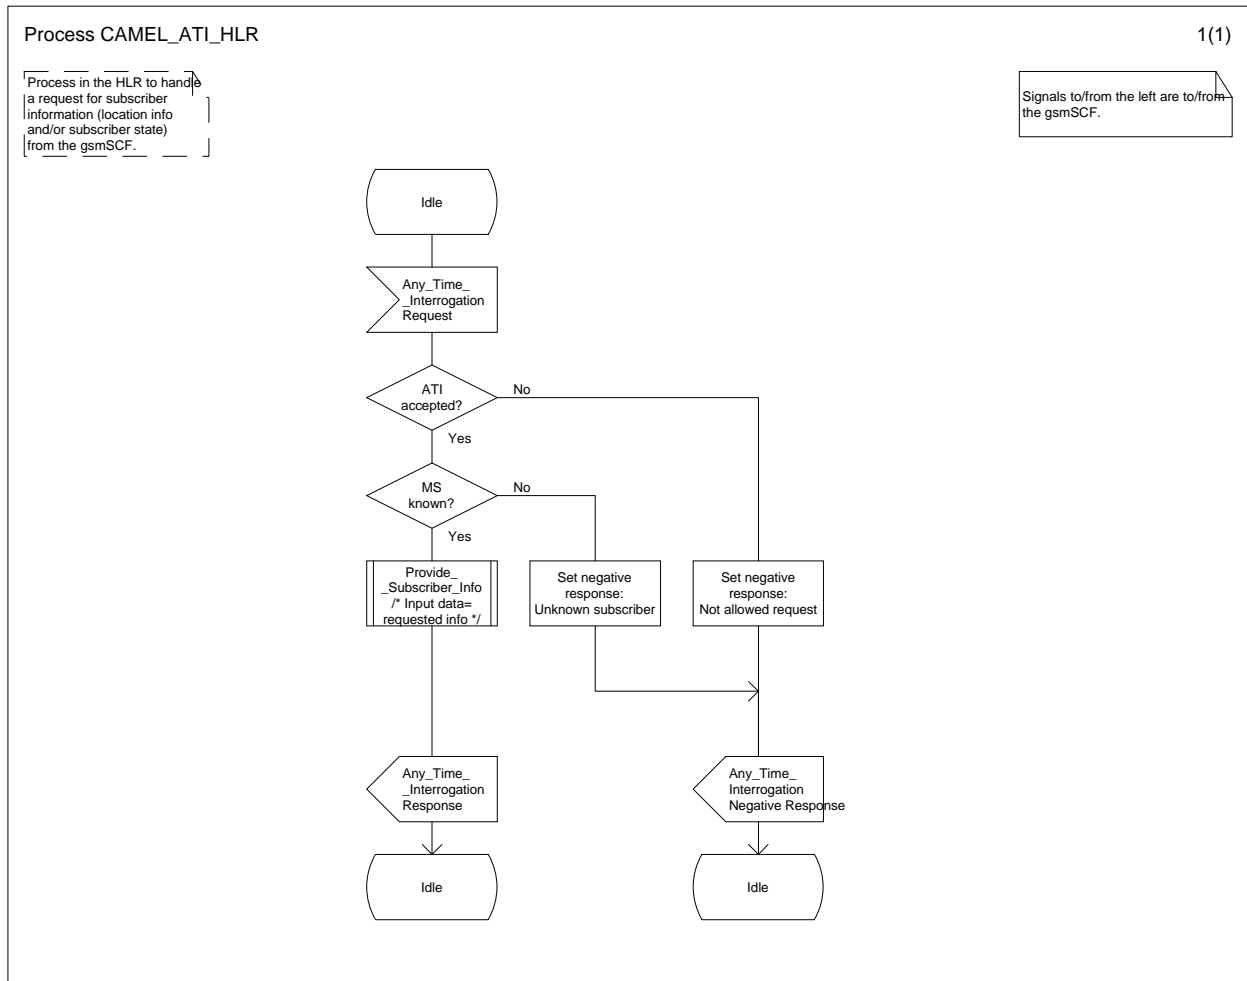 Process CAMEL_ATI_HLR
1(1)
Process in the HLR to handle
a request for subscriber
information (location info
and/or subscriber state)
from the gsmSCF.
Signals to/from the left are to/from
the gsmSCF.
Idle
Any_Time_
_Interrogation
Request
ATI
accepted?
No
Yes
MS
known?
No
Yes
Provide_
_Subscriber_Info
/* Input data=
requested info */
Set negative
response:
Unknown subscriber
Set negative
response:
Not allowed request
Any_Time_
_Interrogation
Response
Any_Time_
Interrogation
Negative Response
Idle
Idle